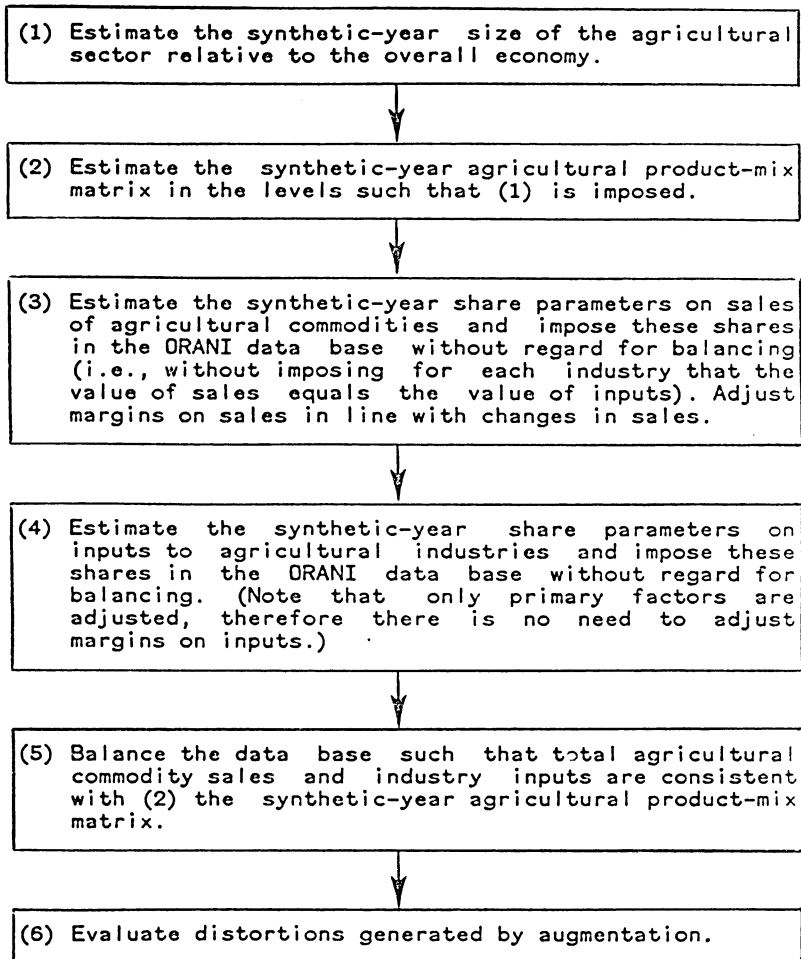 (1) Estimate the synthetic-year size of the agricultural
sector relative to the overall economy.
(2) Estimate the synthetic-year agricultural product-mix
matrix in the levels such that (1) is imposed.
(3) Estimate the synthetic-year share parameters on sales
of agricultural commodities and impose these shares
in the ORANI data base without regard for balancing
(i.e., without imposing for each industry that the
value of sales equals the value of inputs). Adjust
margins on sales in line with changes in sales.
(4) Estimate the synthetic-year share parameters on
inputs to agricultural industries and impose these
shares in the ORANI data base without regard for
balancing. (Note that only primary factors are
adjusted, therefore there is no need to adjust
margins on inputs.)
(5) Balance the data base such that total agricultural
commodity sales and industry inputs are consistent
with (2) the synthetic-year agricultural product-mix
matrix.
(6) Evaluate distortions generated by augmentation.